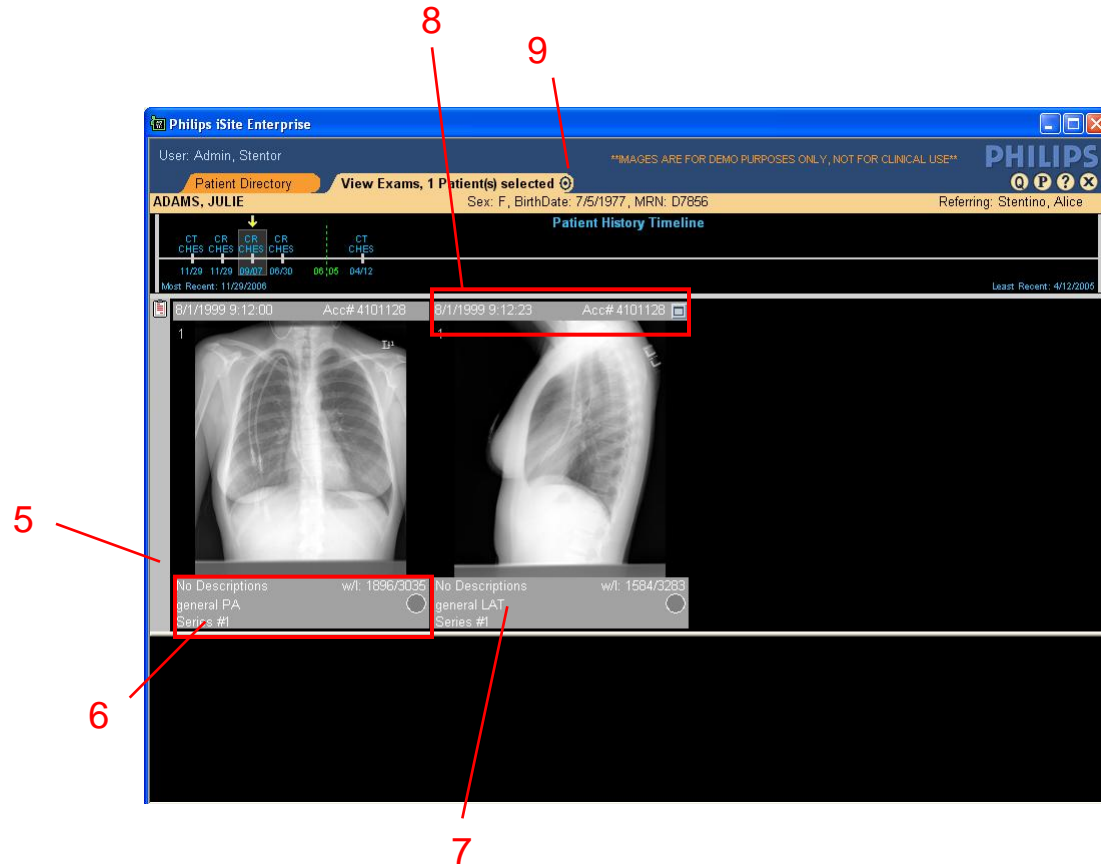 8
9
Philips iSite Enterprise
User: Admin, Stentor
**IMAGES ARE FOR DEMO PURPOSES ONLY, NOT FOR CLINICAL USE**
PHILIPS
Patient Directory
View Exams, 1 Patient(s) selected
Q P ? X
ADAMS, JULIE
Sex: F, BirthDate: 7/5/1977, MRN: D7856
Referring: Stentino, Alice
Patient History Timeline
CT CR CR CR CT
CHES CHES CHES CHES CHES
11/29 11/29 09/07 06/30 06 05 04/12
Most Recent: 11/29/2006
Least Recent: 4/12/2005
8/1/1999 9:12:00 Acc# 4101128
8/1/1999 9:12:23 Acc# 4101128
1
1
5
No Descriptions w/l: 1896/3035
general PA
Series #1
No Descriptions w/l: 1584/3283
general LAT
Series #1
6
7